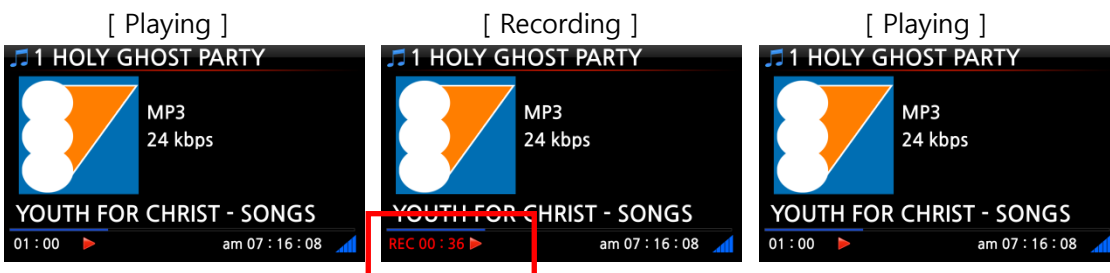 [ Playing ]
1 HOLY GHOST PARTY
MP3
24 kbps
YOUTH FOR CHRIST - SONGS
01 : 00 am 07 : 16 : 08
[ Recording ]
1 HOLY GHOST PARTY
MP3
24 kbps
YOUTH FOR CHRIST - SONGS
REC 00 : 36 am 07 : 16 : 08
[ Playing ]
1 HOLY GHOST PARTY
MP3
24 kbps
YOUTH FOR CHRIST - SONGS
01 : 00 am 07 : 16 : 08